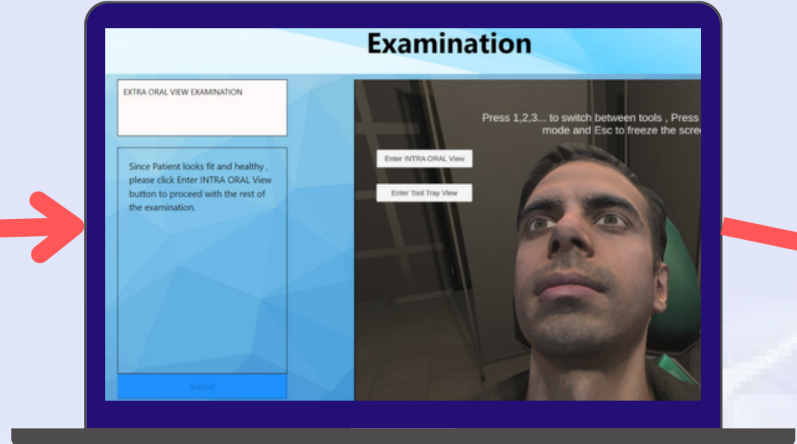 Examination
EXTRA ORAL VIEW EXAMINATION
Since Patient looks fit and healthy ,
please click Enter INTRA ORAL View
button to proceed with the rest of
the examination.
Submit
Press 1,2,3... to switch between tools , Press
mode and Esc to freeze the scre
Enter INTRA ORAL View
Enter Tool Tray View